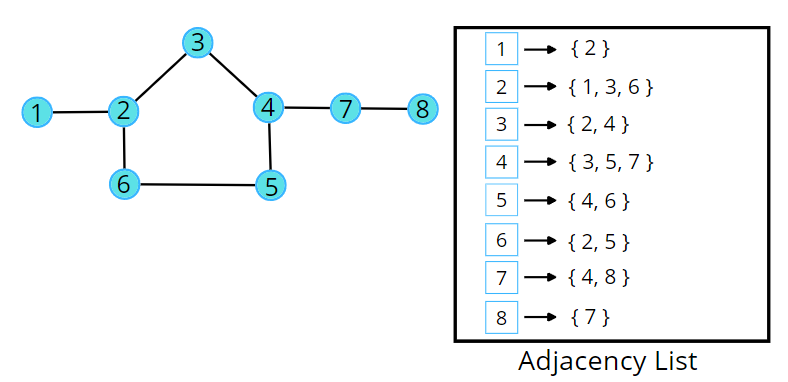 3
1
2
4
7
8
6
5
1 { 2 }
2 { 1, 3, 6 }
3 { 2, 4 }
4 { 3, 5, 7 }
5 { 4, 6 }
6 { 2, 5 }
7 { 4, 8 }
8 { 7 }
Adjacency List